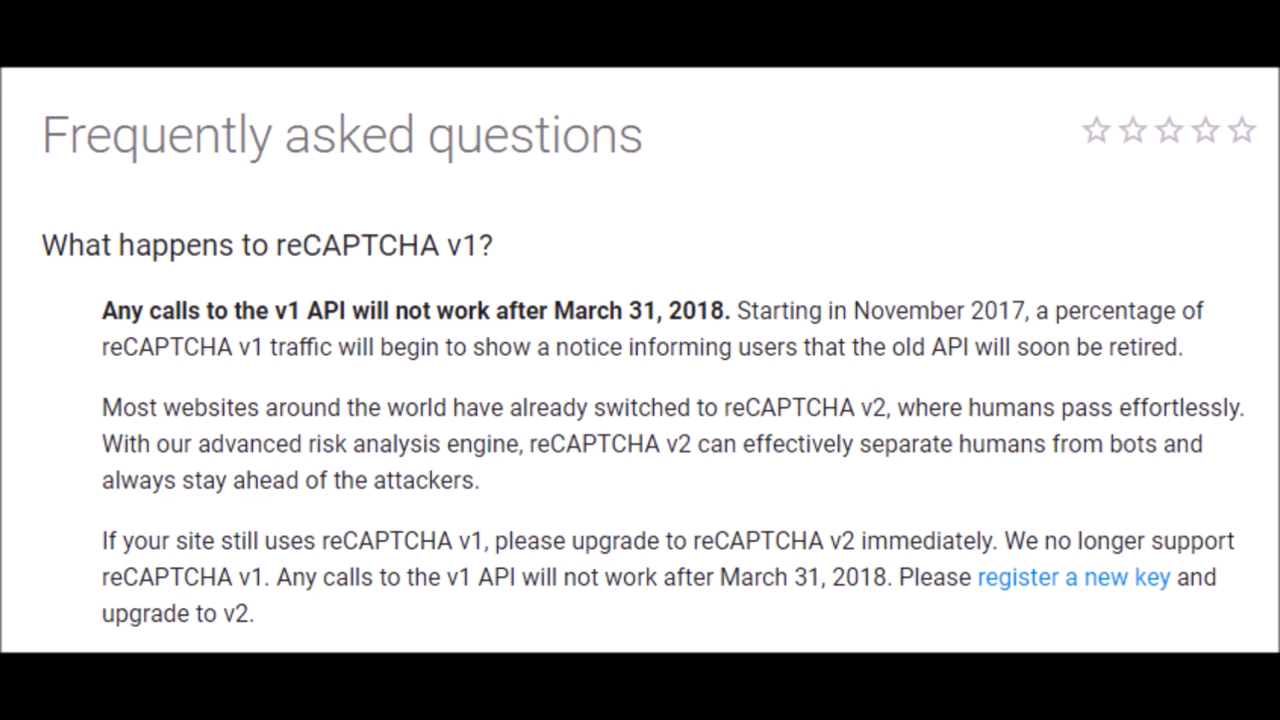 Frequently asked questions
What happens to reCAPTCHA v1?
Any calls to the v1 API will not work after March 31, 2018. Starting in November 2017, a percentage of
reCAPTCHA v1 traffic will begin to show a notice informing users that the old API will soon be retired.
Most websites around the world have already switched to reCAPTCHA v2, where humans pass effortlessly.
With our advanced risk analysis engine, reCAPTCHA v2 can effectively separate humans from bots and
always stay ahead of the attackers.
If your site still uses reCAPTCHA v1, please upgrade to reCAPTCHA v2 immediately. We no longer support
reCAPTCHA v1. Any calls to the v1 API will not work after March 31, 2018. Please register a new key and
upgrade to v2.